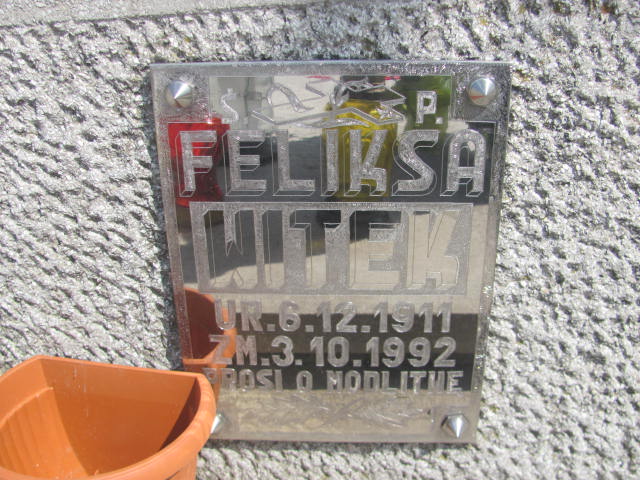 Ś. P.
FELIKSA
WITEK
UR.6.12.1911
ZM.3.10.1992
PROSI O MODLITWE